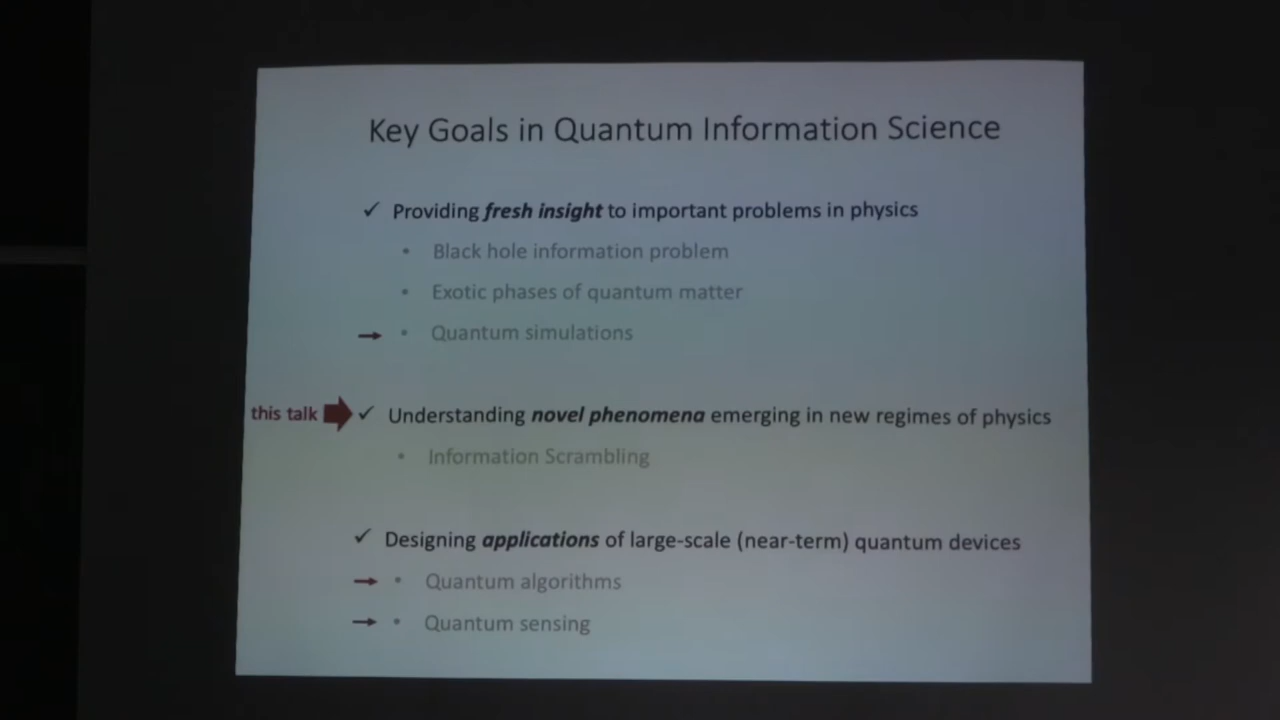 Key Goals in Quantum Information Science
✓ Providing fresh insight to important problems in physics
• Black hole information problem
• Exotic phases of quantum matter
→ • Quantum simulations
this talk ➡ ✓ Understanding novel phenomena emerging in new regimes of physics
• Information Scrambling
✓ Designing applications of large-scale (near-term) quantum devices
→ • Quantum algorithms
→ • Quantum sensing